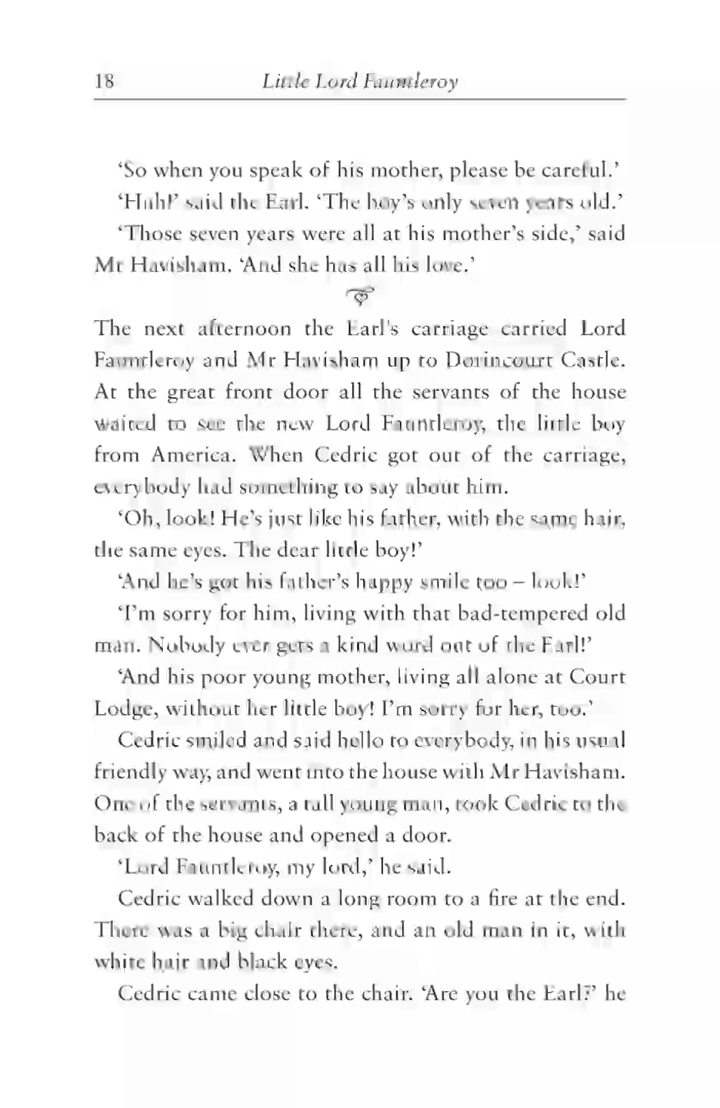 18 Little Lord Fauntleroy
‘So when you speak of his mother, please be careful.’
‘Huh!’ said the Earl. ‘The boy’s only seven years old.’
‘Those seven years were all at his mother’s side,’ said
Mr Havisham. ‘And she has all his love.’
The next afternoon the Earl’s carriage carried Lord
Fauntleroy and Mr Havisham up to Dorincourt Castle.
At the great front door all the servants of the house
waited to see the new Lord Fauntleroy, the little boy
from America. When Cedric got out of the carriage,
everybody had something to say about him.
‘Oh, look! He’s just like his father, with the same hair,
the same eyes. The dear little boy!’
‘And he’s got his father’s happy smile too – look!’
‘I’m sorry for him, living with that bad-tempered old
man. Nobody ever gets a kind word out of the Earl!’
‘And his poor young mother, living all alone at Court
Lodge, without her little boy! I’m sorry for her, too.’
Cedric smiled and said hello to everybody, in his usual
friendly way, and went into the house with Mr Havisham.
One of the servants, a tall young man, took Cedric to the
back of the house and opened a door.
‘Lord Fauntleroy, my lord,’ he said.
Cedric walked down a long room to a fire at the end.
There was a big chair there, and an old man in it, with
white hair and black eyes.
Cedric came close to the chair. ‘Are you the Earl?’ he